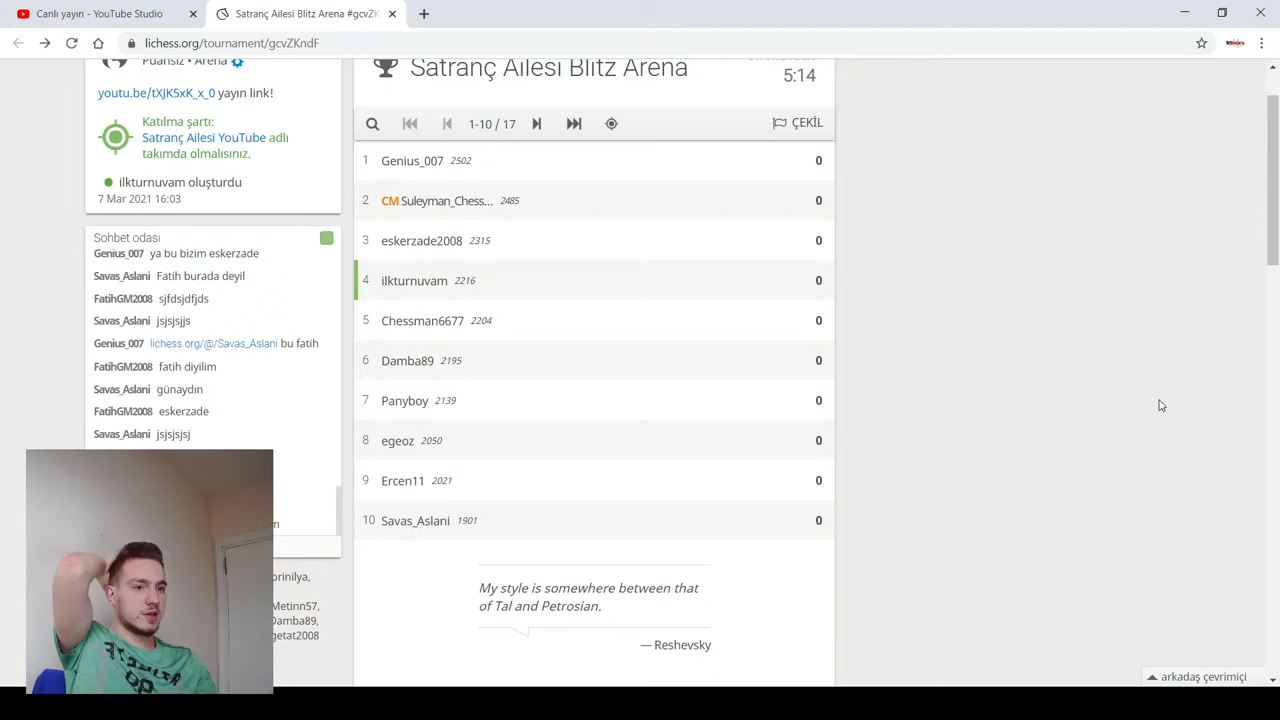 Canlı yayın - YouTube Studio
Satranç Ailesi Blitz Arena #gcvZK
lichess.org/tournament/gcvZKndF
Puansız • Arena
youtu.be/tXJK5xK_x_0 yayın link!
Katılma şartı:
Satranç Ailesi YouTube adlı
takımda olmalısınız.
ilkturnuvam oluşturdu
7 Mar 2021 16:03
Sohbet odası
Genius_007 ya bu bizim eskerzade
Savas_Aslani Fatih burada deyil
FatihGM2008 sjfdsjdfjds
Savas_Aslani jsjsjsjjs
Genius_007 lichess.org/@/Savas_Aslani bu fatih
FatihGM2008 fatih diyilim
Savas_Aslani günaydın
FatihGM2008 eskerzade
Savas_Aslani jsjsjsjsj
Metinn57,
Damba89,
getat2008
Satranç Ailesi Blitz Arena
5:14
1-10 / 17
ÇEKİL
1 Genius_007 2502 0
2 CM Suleyman_Chess... 2485 0
3 eskerzade2008 2315 0
4 ilkturnuvam 2216 0
5 Chessman6677 2204 0
6 Damba89 2195 0
7 Panyboy 2139 0
8 egeoz 2050 0
9 Ercen11 2021 0
10 Savas_Aslani 1901 0
My style is somewhere between that
of Tal and Petrosian.
— Reshevsky
arkadaş çevrimiçi